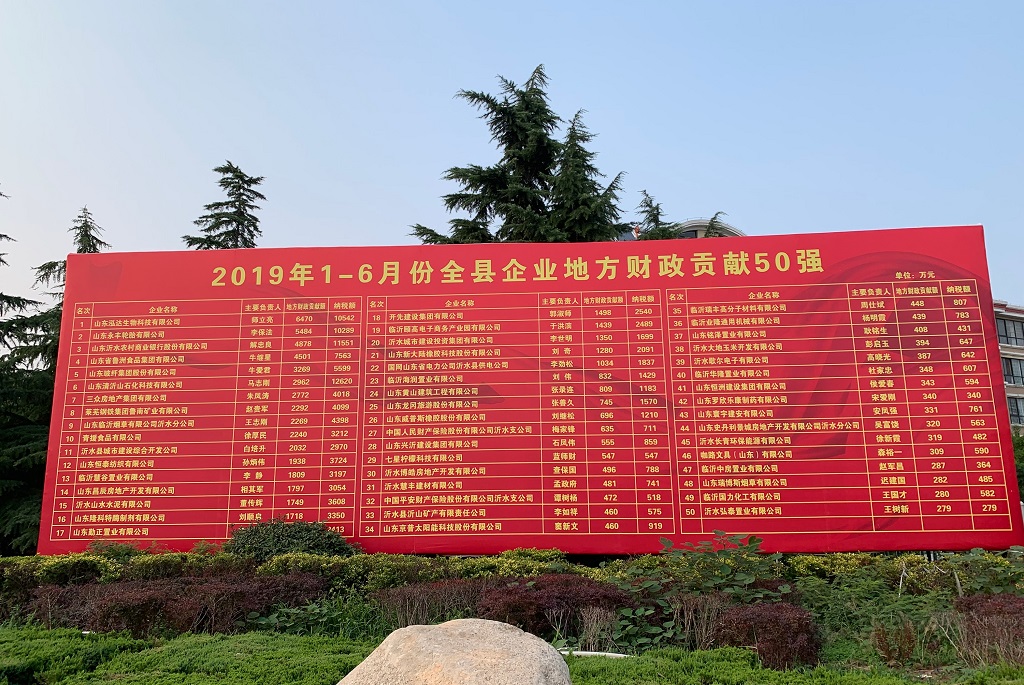 2019年1-6月份全县企业地方财政贡献50强
单位：万元
名次 企业名称 主要负责人 地方财政贡献额 纳税额
1 山东泓达生物科技有限公司 师立亮 6470 10542
2 山东永丰轮胎有限公司 李保法 5484 10289
3 山东沂水农村商业银行股份有限公司 解忠良 4878 11551
4 山东省鲁洲食品集团有限公司 牛继星 4501 7563
5 山东玻纤集团股份有限公司 牛爱君 3269 5599
6 山东清沂山石化科技有限公司 马志刚 2962 12620
7 三众房地产集团有限公司 朱凤涛 2772 4018
8 莱芜钢铁集团鲁南矿业有限公司 赵贵军 2292 4099
9 山东临沂烟草有限公司沂水分公司 王志刚 2269 4398
10 青援食品有限公司 徐厚民 2240 3212
11 沂水县城市建设综合开发公司 白培升 2032 2970
12 山东恒泰纺织有限公司 孙炳伟 1938 3724
13 临沂慧谷置业有限公司 李静 1809 3197
14 山东昌辰房地产开发有限公司 相其军 1797 3054
15 沂水山水水泥有限公司 董传辉 1749 3608
16 山东隆科特酶制剂有限公司 刘顺启 1718 3350
17 山东勋正置业有限公司
名次 企业名称 主要负责人 地方财政贡献额 纳税额
18 开先建设集团有限公司 郭淑师 1498 2540
19 临沂颐高电子商务产业园有限公司 于洪滨 1439 2489
20 沂水城市建设投资集团有限公司 李世明 1350 1699
21 山东新大陆橡胶科技股份有限公司 刘奇 1280 2091
22 国网山东省电力公司沂水县供电公司 李劲松 1034 1837
23 临沂海润置业有限公司 刘伟 832 1429
24 山东黄山建筑工程有限公司 张景连 809 1183
25 山东龙冈旅游股份有限公司 张善久 745 1570
26 山东威普斯橡胶股份有限公司 刘继松 696 1210
27 中国人民财产保险股份有限公司沂水支公司 梅家锋 635 711
28 山东兴沂建设集团有限公司 石凤伟 555 859
29 七星柠檬科技有限公司 蓝师财 547 547
30 沂水博皓房地产开发有限公司 查保国 496 788
31 沂水慧丰建材有限公司 孟政府 481 741
32 中国平安财产保险股份有限公司沂水支公司 谭树杨 472 518
33 沂水县沂山矿产有限责任公司 李如祥 460 575
34 山东京普太阳能科技股份有限公司 窦新文 460 919
名次 企业名称 主要负责人 地方财政贡献额 纳税额
35 临沂瑞丰高分子材料有限公司 周仕斌 448 807
36 临沂业隆通用机械有限公司 杨明霞 439 783
37 山东铭泽置业有限公司 耿铭生 408 431
38 沂水大地玉米开发有限公司 彭启玉 394 647
39 沂水歌尔电子有限公司 高晓光 387 642
40 临沂华隆置业有限公司 杜家忠 348 607
41 山东恒洲建设集团有限公司 侯爱春 343 594
42 山东罗欣乐康制药有限公司 宋爱刚 340 340
43 山东寰宇建安有限公司 安凤强 331 761
44 山东史丹利景城房地产开发有限公司沂水分公司 吴富饶 320 563
45 沂水长青环保能源有限公司 徐新霞 319 482
46 咖路文具（山东）有限公司 森裕一 309 590
47 临沂中房置业有限公司 赵军昌 287 364
48 山东瑞博斯烟草有限公司 迟建国 282 485
49 临沂国力化工有限公司 王国才 280 582
50 沂水弘泰置业有限公司 王树新 279 279